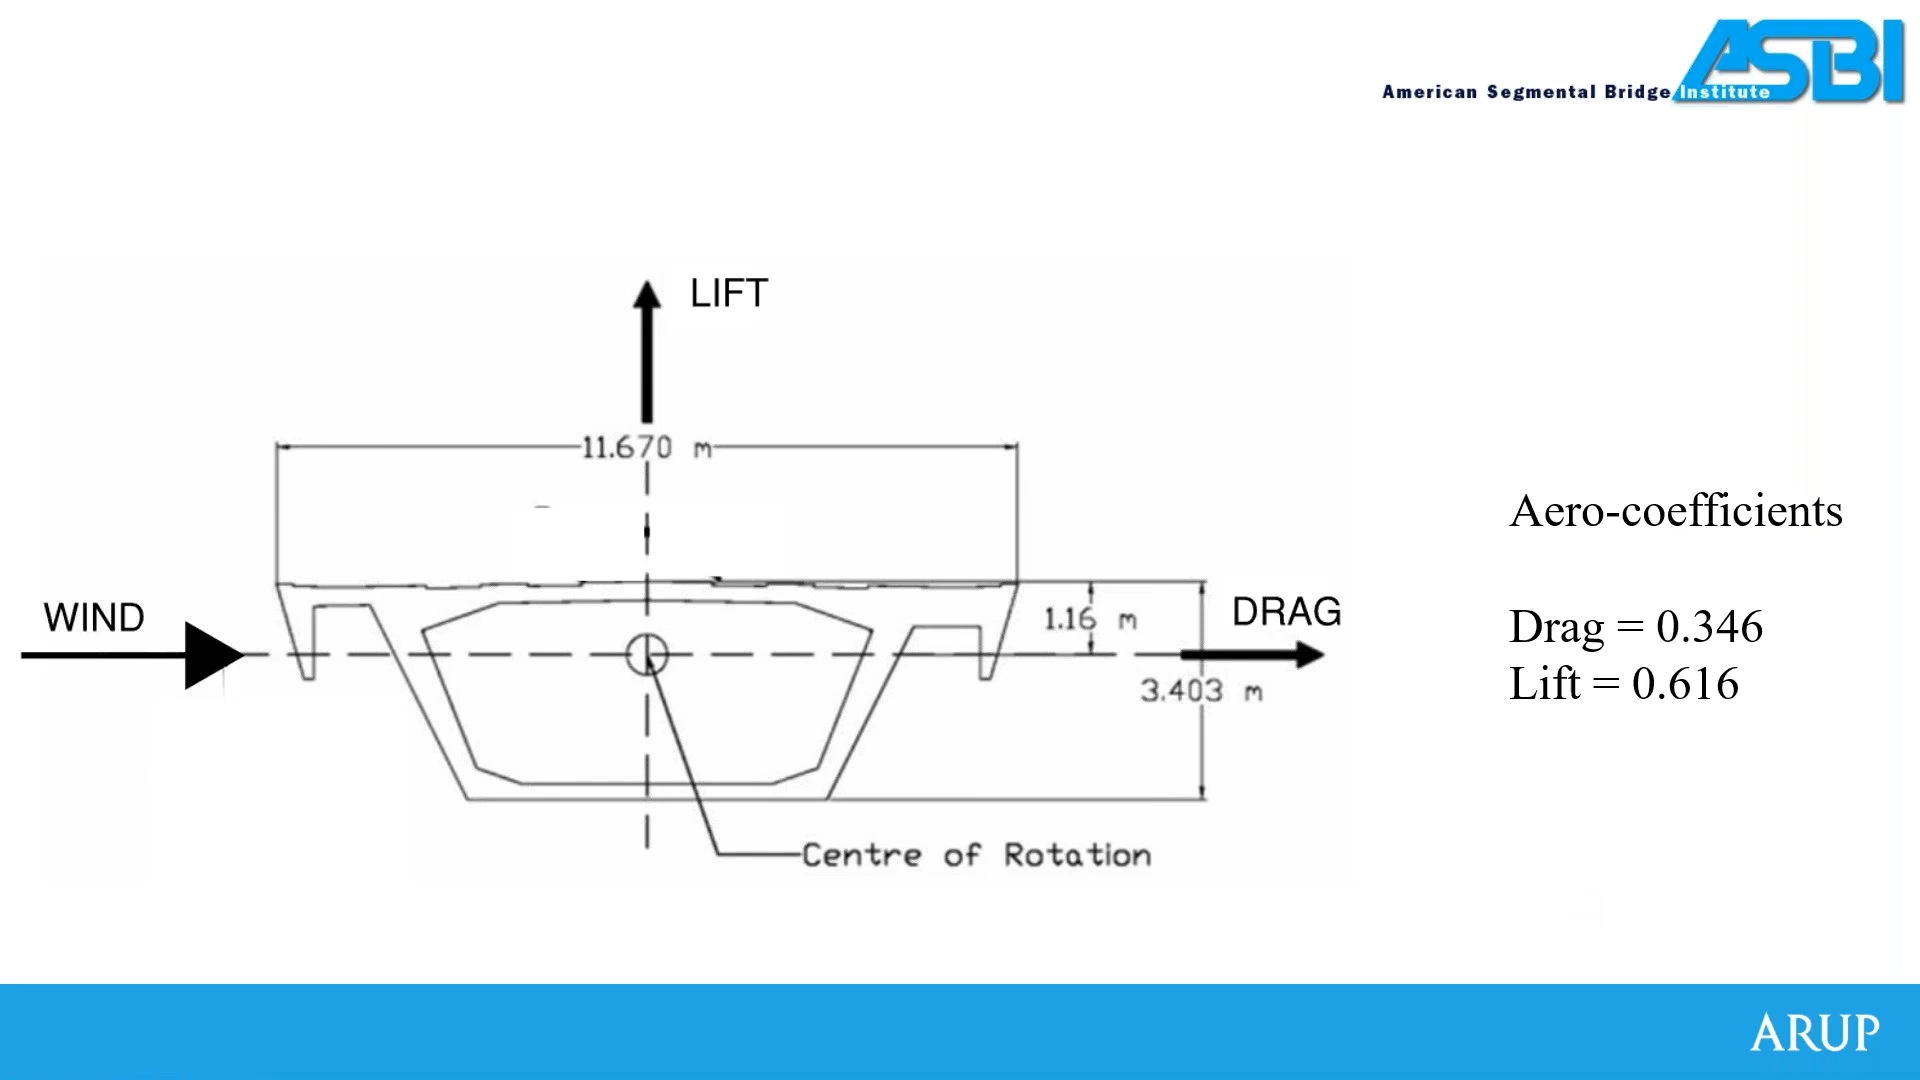 ASBI
American Segmental Bridge Institute
LIFT
11.670 m
WIND
1.16 m
DRAG
3.403 m
Centre of Rotation
Aero-coefficients
Drag = 0.346
Lift = 0.616
ARUP